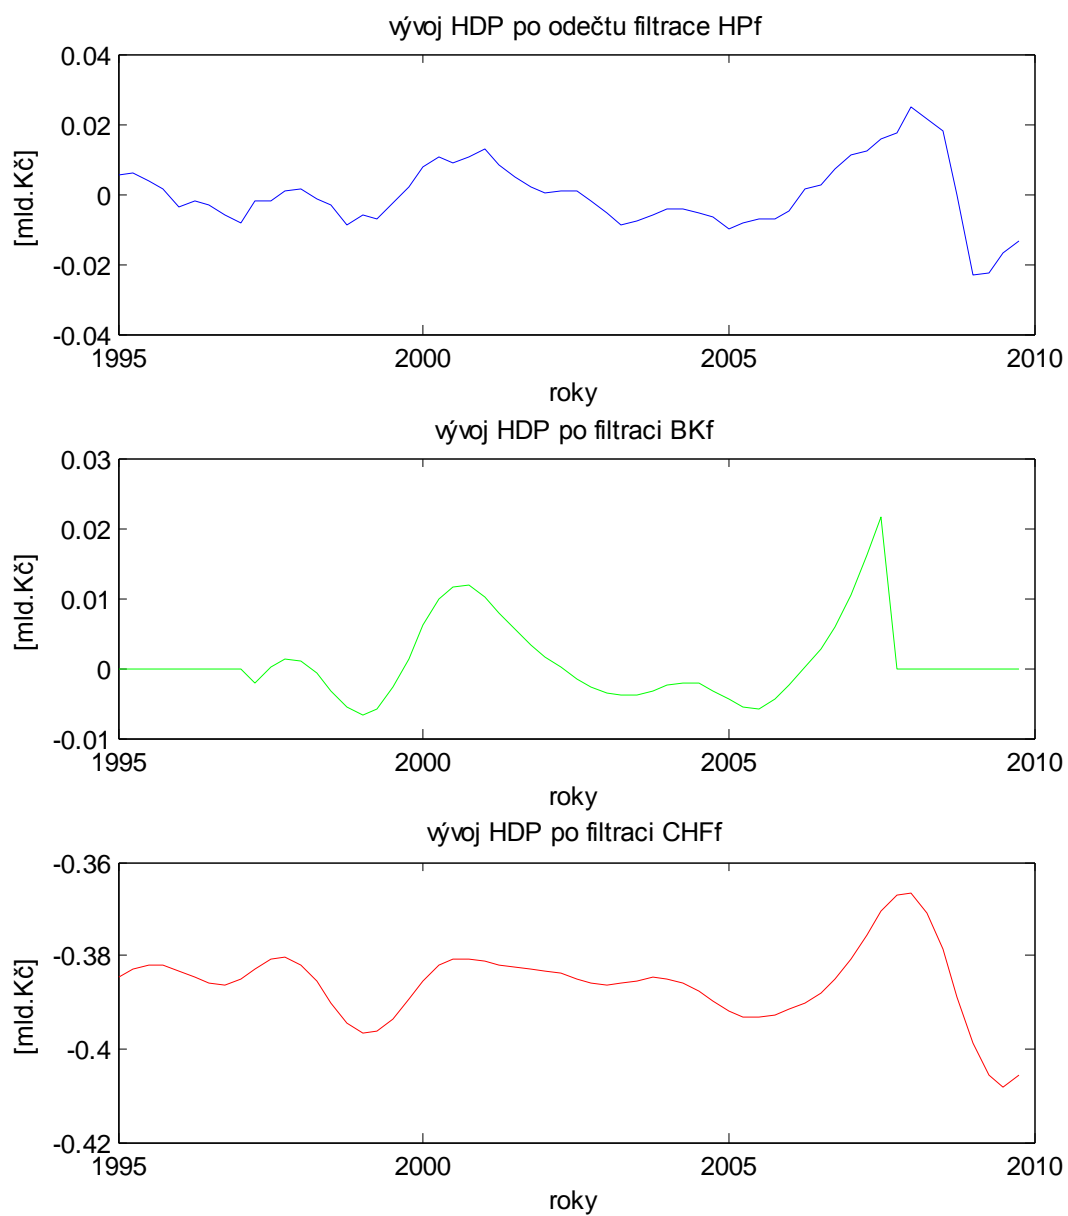 vývoj HDP po odečtu filtrace HPf
0.04
0.02
0
-0.02
-0.04
[mld.Kč]
1995 2000 2005 2010
roky
vývoj HDP po filtraci BKf
0.03
0.02
0.01
0
-0.01
[mld.Kč]
1995 2000 2005 2010
roky
vývoj HDP po filtraci CHFf
-0.36
-0.38
-0.4
-0.42
[mld.Kč]
1995 2000 2005 2010
roky